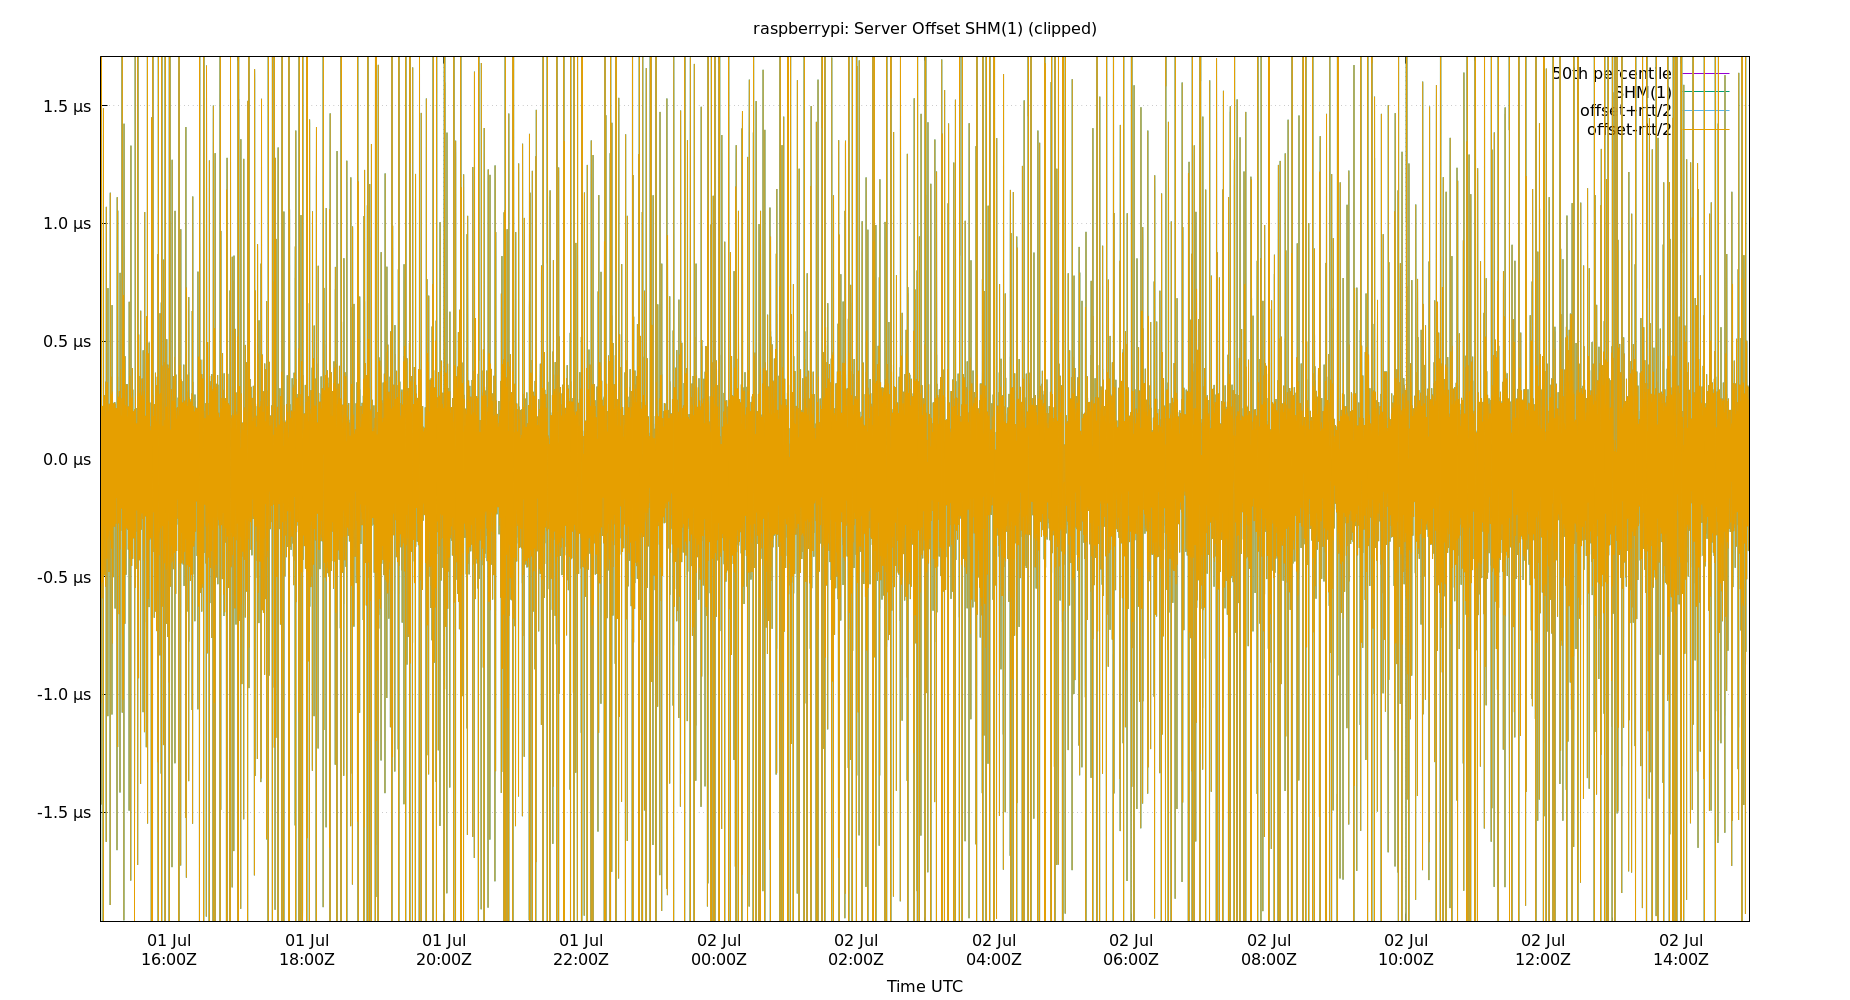 raspberrypi: Server Offset SHM(1) (clipped)
50th percentile
SHM(1)
offset+rtt/2
offset-rtt/2
1.5 µs
1.0 µs
0.5 µs
0.0 µs
-0.5 µs
-1.0 µs
-1.5 µs
01 Jul 01 Jul 01 Jul 01 Jul 02 Jul 02 Jul 02 Jul 02 Jul 02 Jul 02 Jul 02 Jul 02 Jul
16:00Z 18:00Z 20:00Z 22:00Z 00:00Z 02:00Z 04:00Z 06:00Z 08:00Z 10:00Z 12:00Z 14:00Z
Time UTC